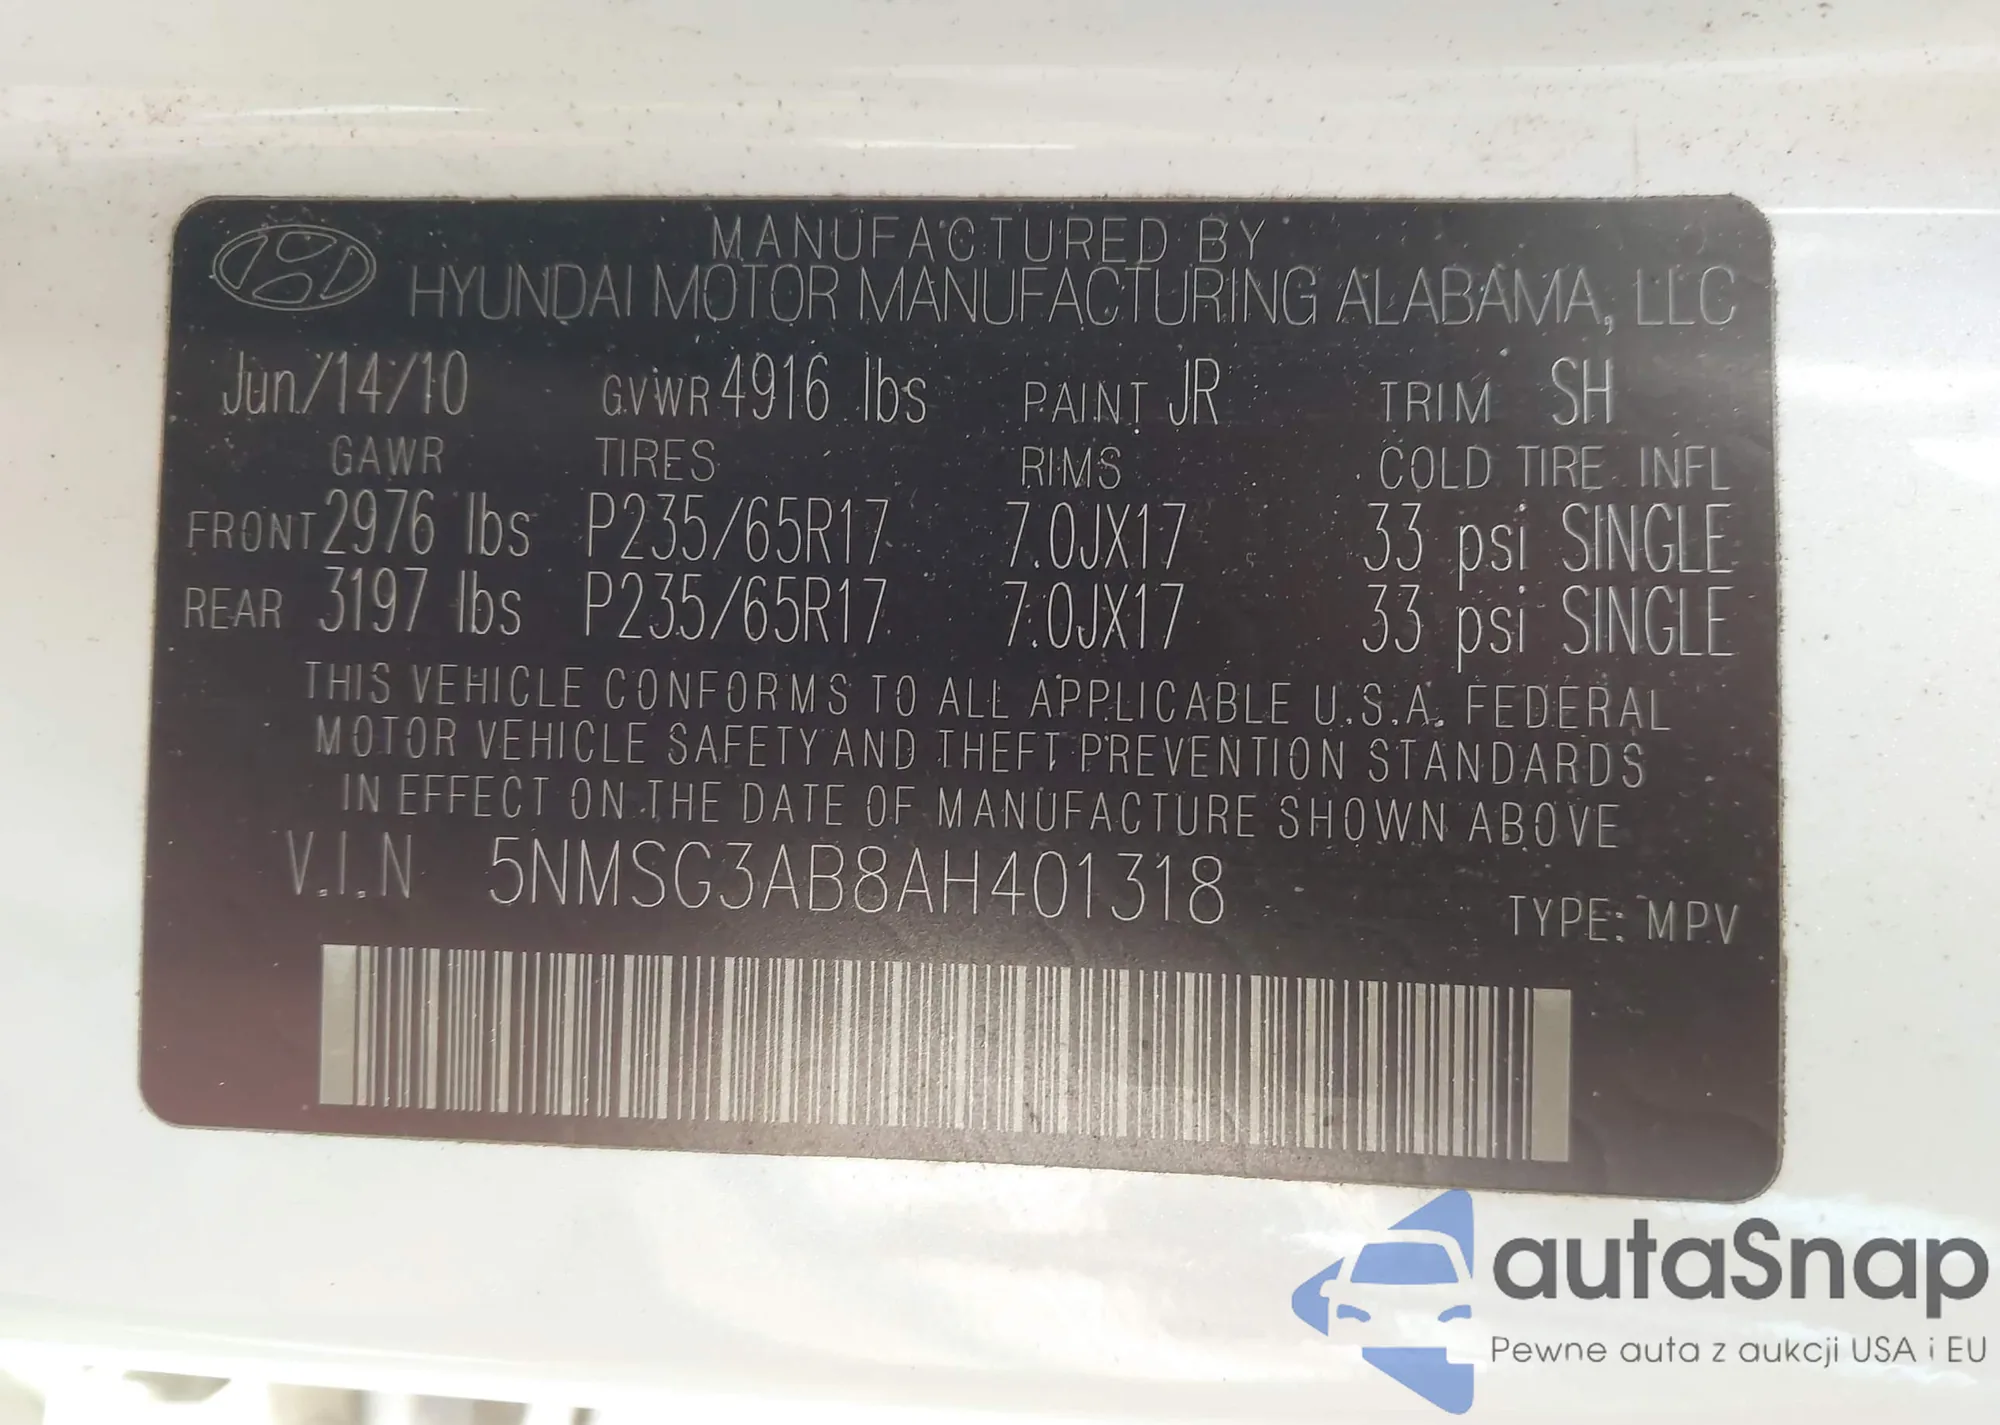 MANUFACTURED BY
HYUNDAI MOTOR MANUFACTURING ALABAMA, LLC
Jun/14/10 GVWR 4916 lbs PAINT JR TRIM SH
GAWR TIRES RIMS COLD TIRE INFL
FRONT 2976 lbs P235/65R17 7.0JX17 33 psi SINGLE
REAR 3197 lbs P235/65R17 7.0JX17 33 psi SINGLE
THIS VEHICLE CONFORMS TO ALL APPLICABLE U.S.A. FEDERAL
MOTOR VEHICLE SAFETY AND THEFT PREVENTION STANDARDS
IN EFFECT ON THE DATE OF MANUFACTURE SHOWN ABOVE
V.I.N 5NMSG3AB8AH401318
TYPE: MPV
autaSnap
Pewne auta z aukcji USA i EU